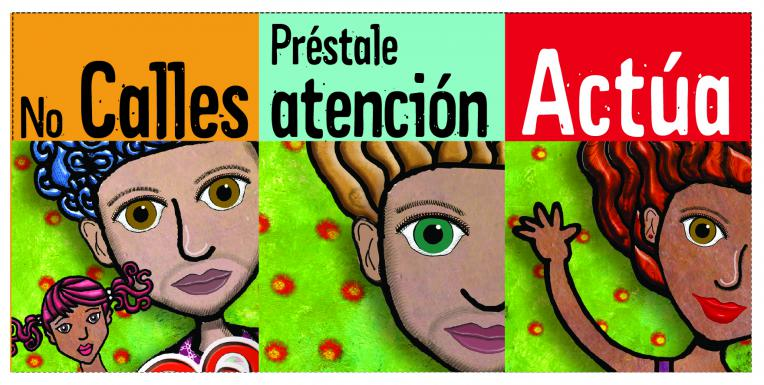 No Calles
Préstale
atención
Actúa